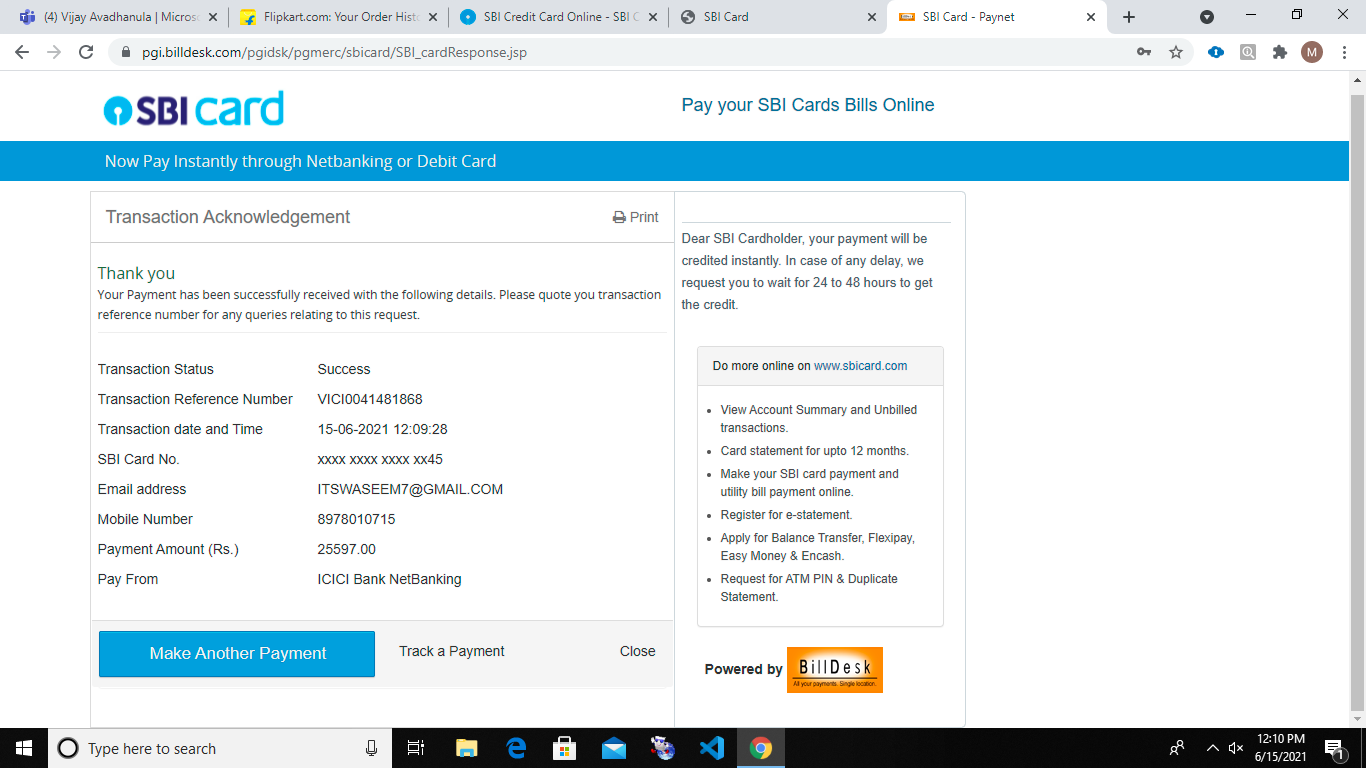 (4) Vijay Avadhanula | Micros
Flipkart.com: Your Order Hist
SBI Credit Card Online - SBI C
SBI Card
SBI Card - Paynet
pgi.billdesk.com/pgidsk/pgmerc/sbicard/SBI_cardResponse.jsp
M
SBI card
Pay your SBI Cards Bills Online
Now Pay Instantly through Netbanking or Debit Card
Transaction Acknowledgement
Print
Thank you
Your Payment has been successfully received with the following details. Please quote you transaction
reference number for any queries relating to this request.
Transaction Status Success
Transaction Reference Number VICI0041481868
Transaction date and Time 15-06-2021 12:09:28
SBI Card No. xxxx xxxx xxxx xx45
Email address ITSWASEEM7@GMAIL.COM
Mobile Number 8978010715
Payment Amount (Rs.) 25597.00
Pay From ICICI Bank NetBanking
Make Another Payment
Track a Payment
Close
Dear SBI Cardholder, your payment will be
credited instantly. In case of any delay, we
request you to wait for 24 to 48 hours to get
the credit.
Do more online on www.sbicard.com
• View Account Summary and Unbilled
transactions.
• Card statement for upto 12 months.
• Make your SBI card payment and
utility bill payment online.
• Register for e-statement.
• Apply for Balance Transfer, Flexipay,
Easy Money & Encash.
• Request for ATM PIN & Duplicate
Statement.
Powered by
BillDesk
All your payments. Single location.
Type here to search
12:10 PM
6/15/2021
1